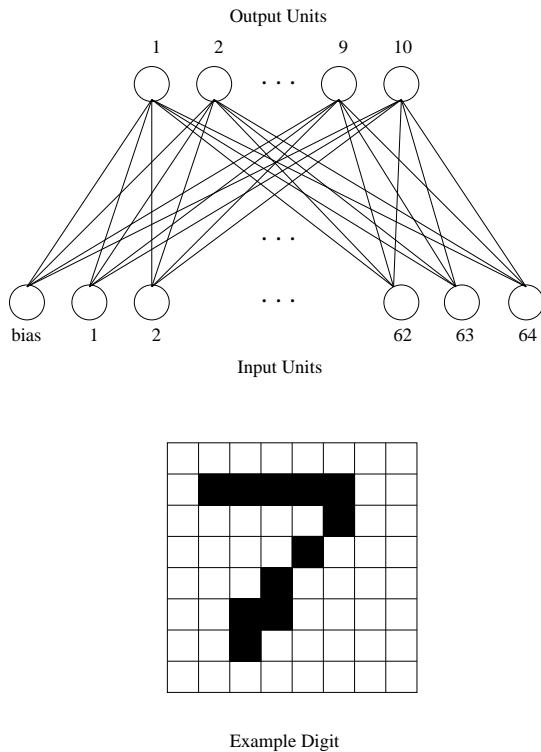 Output Units
1 2 . . . 9 10
. . .
. . .
bias 1 2 62 63 64
Input Units
Example Digit